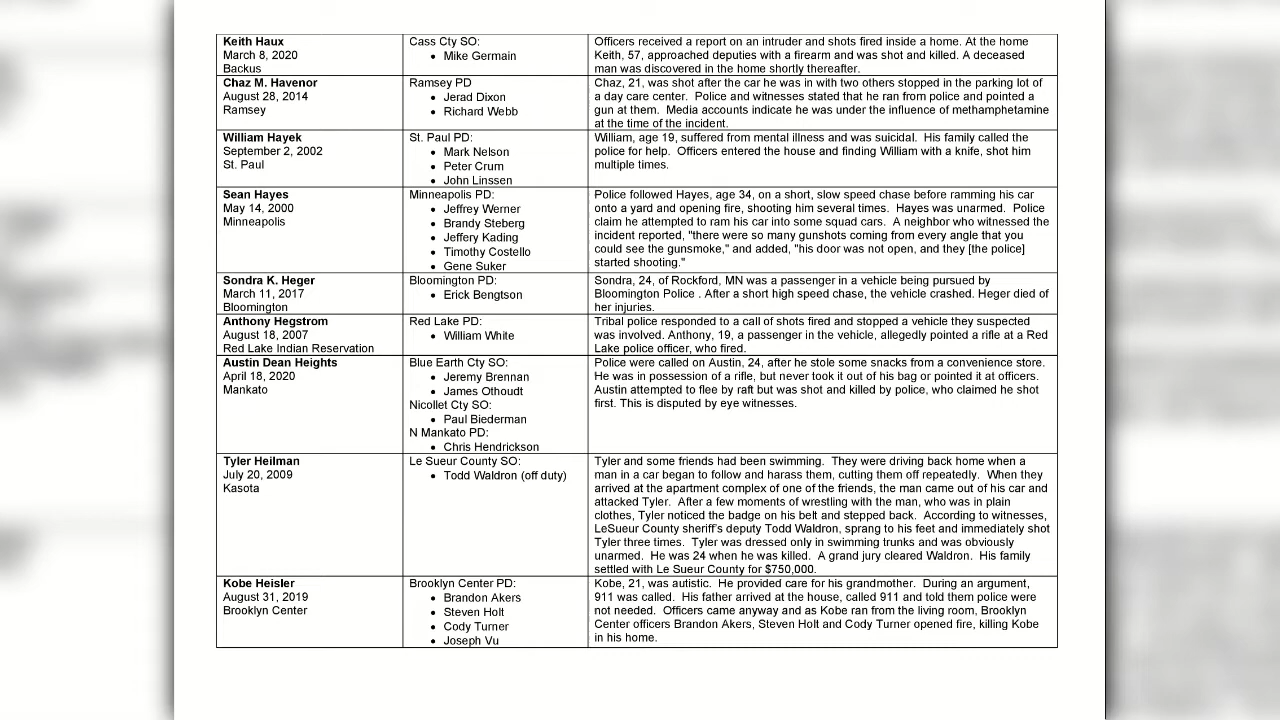 Keith Haux
March 8, 2020
Backus
Cass Cty SO:
• Mike Germain
Officers received a report on an intruder and shots fired inside a home. At the home
Keith, 57, approached deputies with a firearm and was shot and killed. A deceased
man was discovered in the home shortly thereafter.
Chaz M. Havenor
August 28, 2014
Ramsey
Ramsey PD
• Jerad Dixon
• Richard Webb
Chaz, 21, was shot after the car he was in with two others stopped in the parking lot of
a day care center. Police and witnesses stated that he ran from police and pointed a
gun at them. Media accounts indicate he was under the influence of methamphetamine
at the time of the incident.
William Hayek
September 2, 2002
St. Paul
St. Paul PD:
• Mark Nelson
• Peter Crum
• John Linssen
William, age 19, suffered from mental illness and was suicidal. His family called the
police for help. Officers entered the house and finding William with a knife, shot him
multiple times.
Sean Hayes
May 14, 2000
Minneapolis
Minneapolis PD:
• Jeffrey Werner
• Brandy Steberg
• Jeffery Kading
• Timothy Costello
• Gene Suker
Police followed Hayes, age 34, on a short, slow speed chase before ramming his car
onto a yard and opening fire, shooting him several times. Hayes was unarmed. Police
claim he attempted to ram his car into some squad cars. A neighbor who witnessed the
incident reported, "there were so many gunshots coming from every angle that you
could see the gunsmoke," and added, "his door was not open, and they [the police]
started shooting."
Sondra K. Heger
March 11, 2017
Bloomington
Bloomington PD:
• Erick Bengtson
Sondra, 24, of Rockford, MN was a passenger in a vehicle being pursued by
Bloomington Police . After a short high speed chase, the vehicle crashed. Heger died of
her injuries.
Anthony Hegstrom
August 18, 2007
Red Lake Indian Reservation
Red Lake PD:
• William White
Tribal police responded to a call of shots fired and stopped a vehicle they suspected
was involved. Anthony, 19, a passenger in the vehicle, allegedly pointed a rifle at a Red
Lake police officer, who fired.
Austin Dean Heights
April 18, 2020
Mankato
Blue Earth Cty SO:
• Jeremy Brennan
• James Othoudt
Nicollet Cty SO:
• Paul Biederman
N Mankato PD:
• Chris Hendrickson
Police were called on Austin, 24, after he stole some snacks from a convenience store.
He was in possession of a rifle, but never took it out of his bag or pointed it at officers.
Austin attempted to flee by raft but was shot and killed by police, who claimed he shot
first. This is disputed by eye witnesses.
Tyler Heilman
July 20, 2009
Kasota
Le Sueur County SO:
• Todd Waldron (off duty)
Tyler and some friends had been swimming. They were driving back home when a
man in a car began to follow and harass them, cutting them off repeatedly. When they
arrived at the apartment complex of one of the friends, the man came out of his car and
attacked Tyler. After a few moments of wrestling with the man, who was in plain
clothes, Tyler noticed the badge on his belt and stepped back. According to witnesses,
LeSueur County sheriff's deputy Todd Waldron, sprang to his feet and immediately shot
Tyler three times. Tyler was dressed only in swimming trunks and was obviously
unarmed. He was 24 when he was killed. A grand jury cleared Waldron. His family
settled with Le Sueur County for $750,000.
Kobe Heisler
August 31, 2019
Brooklyn Center
Brooklyn Center PD:
• Brandon Akers
• Steven Holt
• Cody Turner
• Joseph Vu
Kobe, 21, was autistic. He provided care for his grandmother. During an argument,
911 was called. His father arrived at the house, called 911 and told them police were
not needed. Officers came anyway and as Kobe ran from the living room, Brooklyn
Center officers Brandon Akers, Steven Holt and Cody Turner opened fire, killing Kobe
in his home.